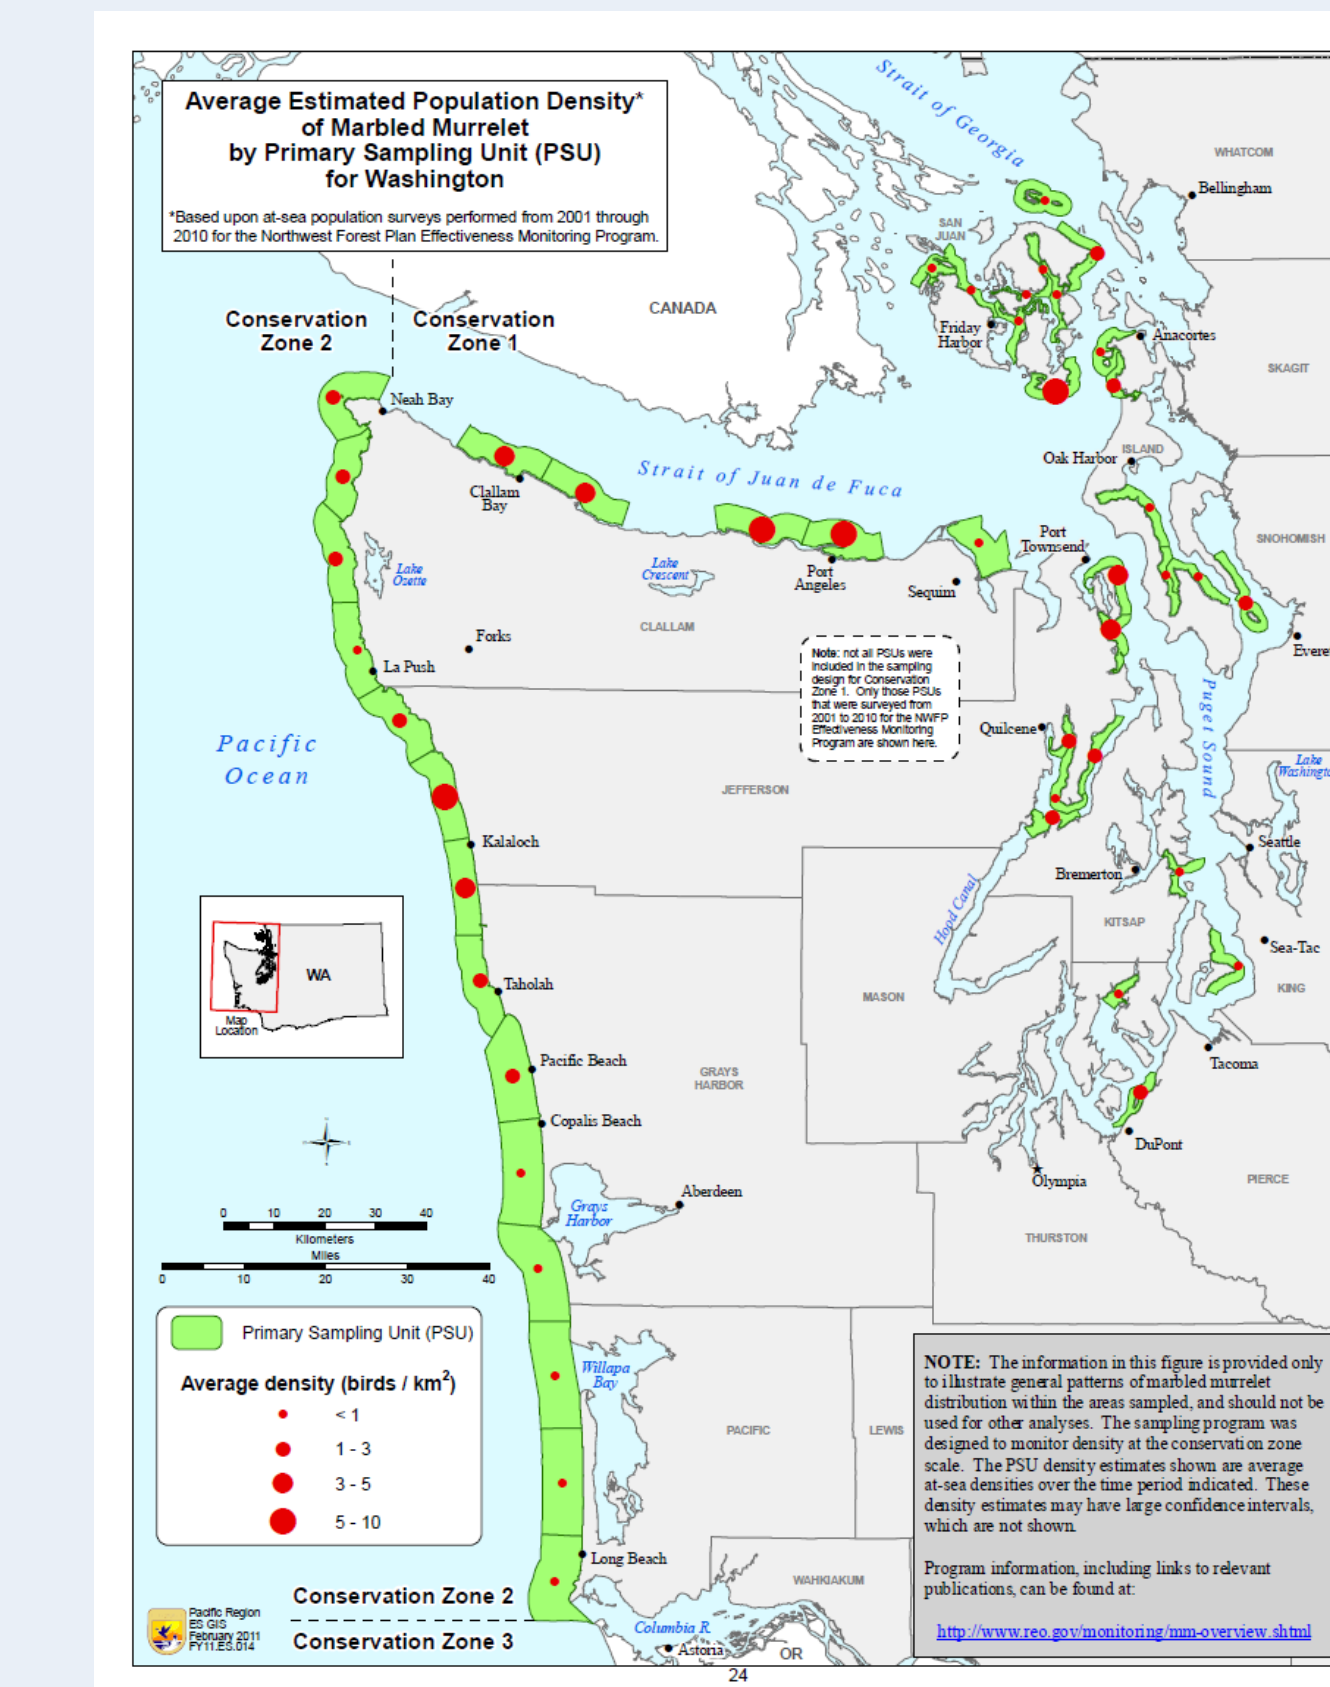 Average Estimated Population Density*
of Marbled Murrelet
by Primary Sampling Unit (PSU)
for Washington
*Based upon at-sea population surveys performed from 2001 through
2010 for the Northwest Forest Plan Effectiveness Monitoring Program.
Strait of Georgia
WHATCOM
Bellingham
SAN
JUAN
CANADA
Conservation
Zone 2
Conservation
Zone 1
Friday
Harbor
Anacortes
SKAGIT
Neah Bay
ISLAND
Oak Harbor
Strait of Juan de Fuca
Clallam
Bay
Port
Townsend
SNOHOMISH
Lake
Ozette
Lake
Crescent
Port
Angeles
Sequim
CLALLAM
Forks
La Push
Evere
Note: not all PSUs were
included in the sampling
design for Conservation
Zone 1. Only those PSUs
that were surveyed from
2001 to 2010 for the NWFP
Effectiveness Monitoring
Program are shown here.
Puget Sound
Quilcene
Pacific
Ocean
Lake
Washingto
JEFFERSON
Kalaloch
Seattle
Bremerton
Hood Canal
KITSAP
Sea-Tac
WA
Map
Location
Taholah
MASON
KING
Pacific Beach
GRAYS
HARBOR
Tacoma
Copalis Beach
DuPont
Olympia
PIERCE
Aberdeen
Grays
Harbor
THURSTON
0 10 20 30 40
Kilometers
Miles
0 10 20 30 40
Primary Sampling Unit (PSU)
Average density (birds / km2)
< 1
1 - 3
3 - 5
5 - 10
Willapa
Bay
PACIFIC
LEWIS
NOTE: The information in this figure is provided only
to illustrate general patterns of marbled murrelet
distribution within the areas sampled, and should not be
used for other analyses. The sampling program was
designed to monitor density at the conservation zone
scale. The PSU density estimates shown are average
at-sea densities over the time period indicated. These
density estimates may have large confidence intervals,
which are not shown.
Program information, including links to relevant
publications, can be found at:
http://www.reo.gov/monitoring/mm-overview.shtml
Long Beach
WAHKIAKUM
Conservation Zone 2
Conservation Zone 3
Pacific Region
ES GIS
February 2011
FY11.ES.014
Columbia R.
Astoria
OR
24